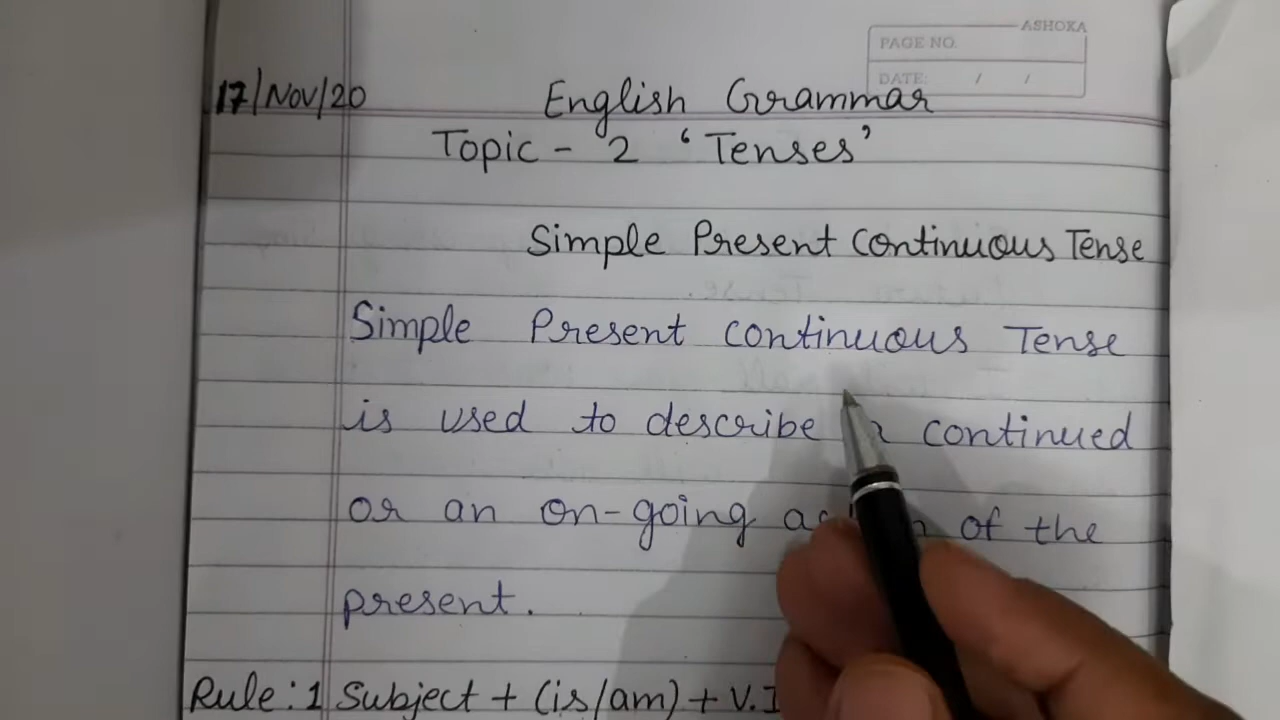 ASHOKA
PAGE NO.
DATE: / /
17/Nov/20 English Grammar
Topic - 2 ‘Tenses’
Simple Present Continuous Tense
Simple Present continuous Tense
is used to describe continued
or an on-going of the
present.
Rule:1 Subject + (is/am) + V.I